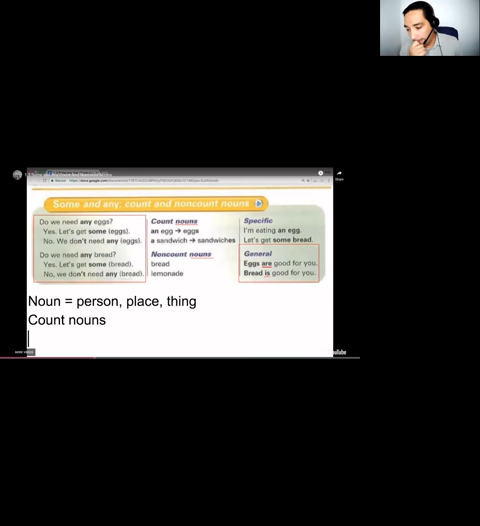 Some and any; count and noncount nouns
Do we need any eggs?
Yes. Let's get some (eggs).
No. We don't need any (eggs).
Do we need any bread?
Yes. Let's get some (bread).
No, we don't need any (bread).
Count nouns
an egg → eggs
a sandwich → sandwiches
Noncount nouns
bread
lemonade
Specific
I'm eating an egg.
Let's get some bread.
General
Eggs are good for you.
Bread is good for you.
Noun = person, place, thing
Count nouns
Share